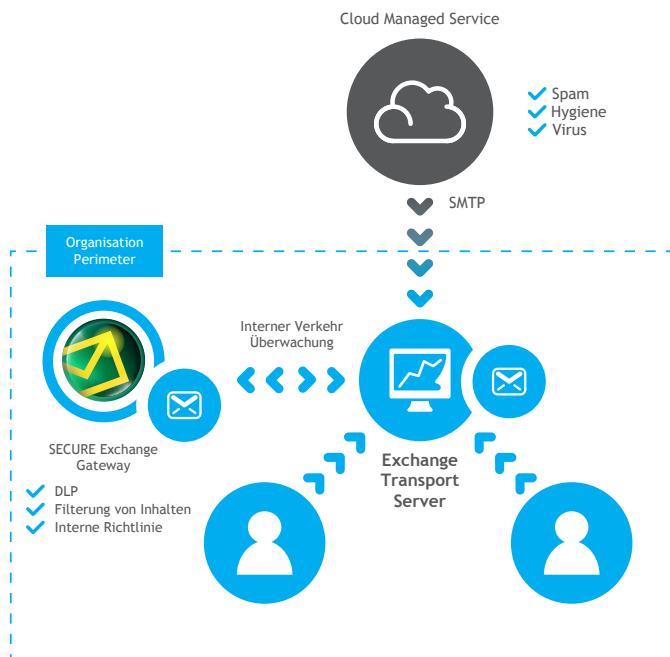 Cloud Managed Service
Spam
Hygiene
Virus
SMTP
Organisation
Perimeter
Interner Verkehr
Überwachung
SECURE Exchange
Gateway
DLP
Filterung von Inhalten
Interne Richtlinie
Exchange
Transport
Server